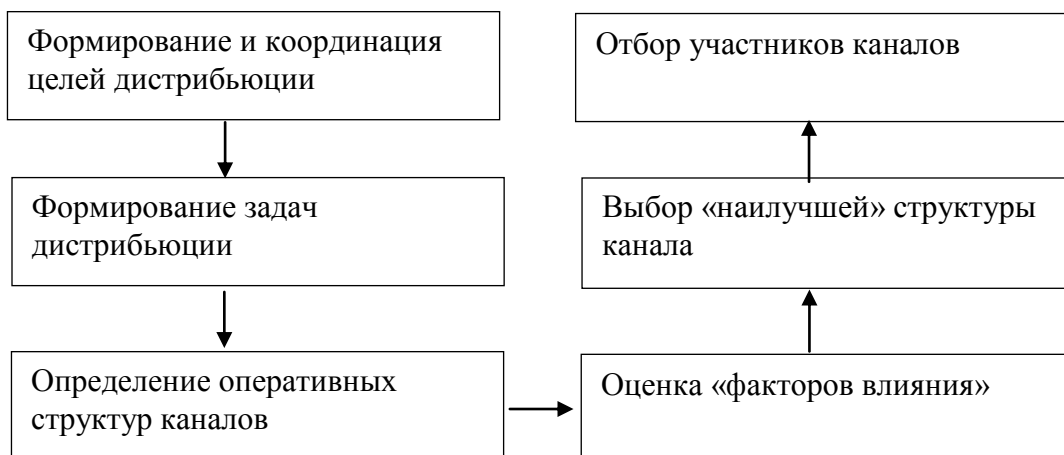 Формирование и координация
целей дистрибьюции
Формирование задач
дистрибьюции
Определение оперативных
структур каналов
Оценка «факторов влияния»
Выбор «наилучшей» структуры
канала
Отбор участников каналов